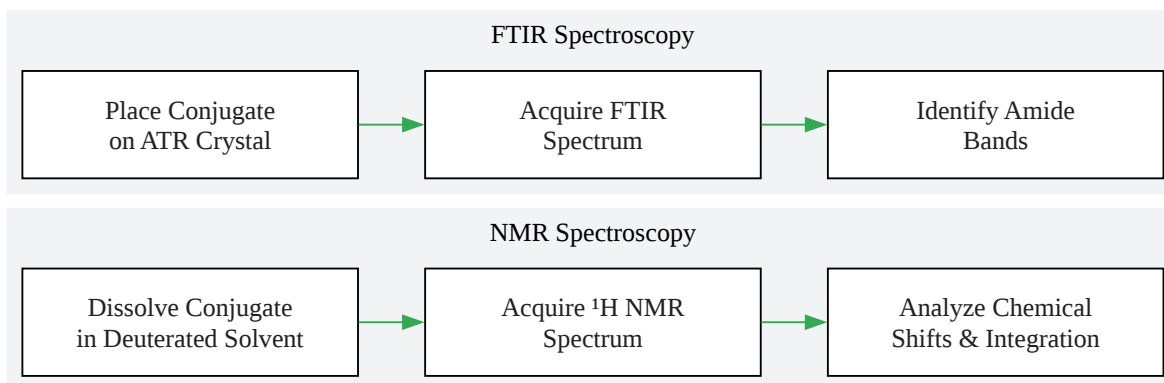 FTIR Spectroscopy
Place Conjugate
on ATR Crystal
Acquire FTIR
Spectrum
Identify Amide
Bands
NMR Spectroscopy
Dissolve Conjugate
in Deuterated Solvent
Acquire ¹H NMR
Spectrum
Analyze Chemical
Shifts & Integration